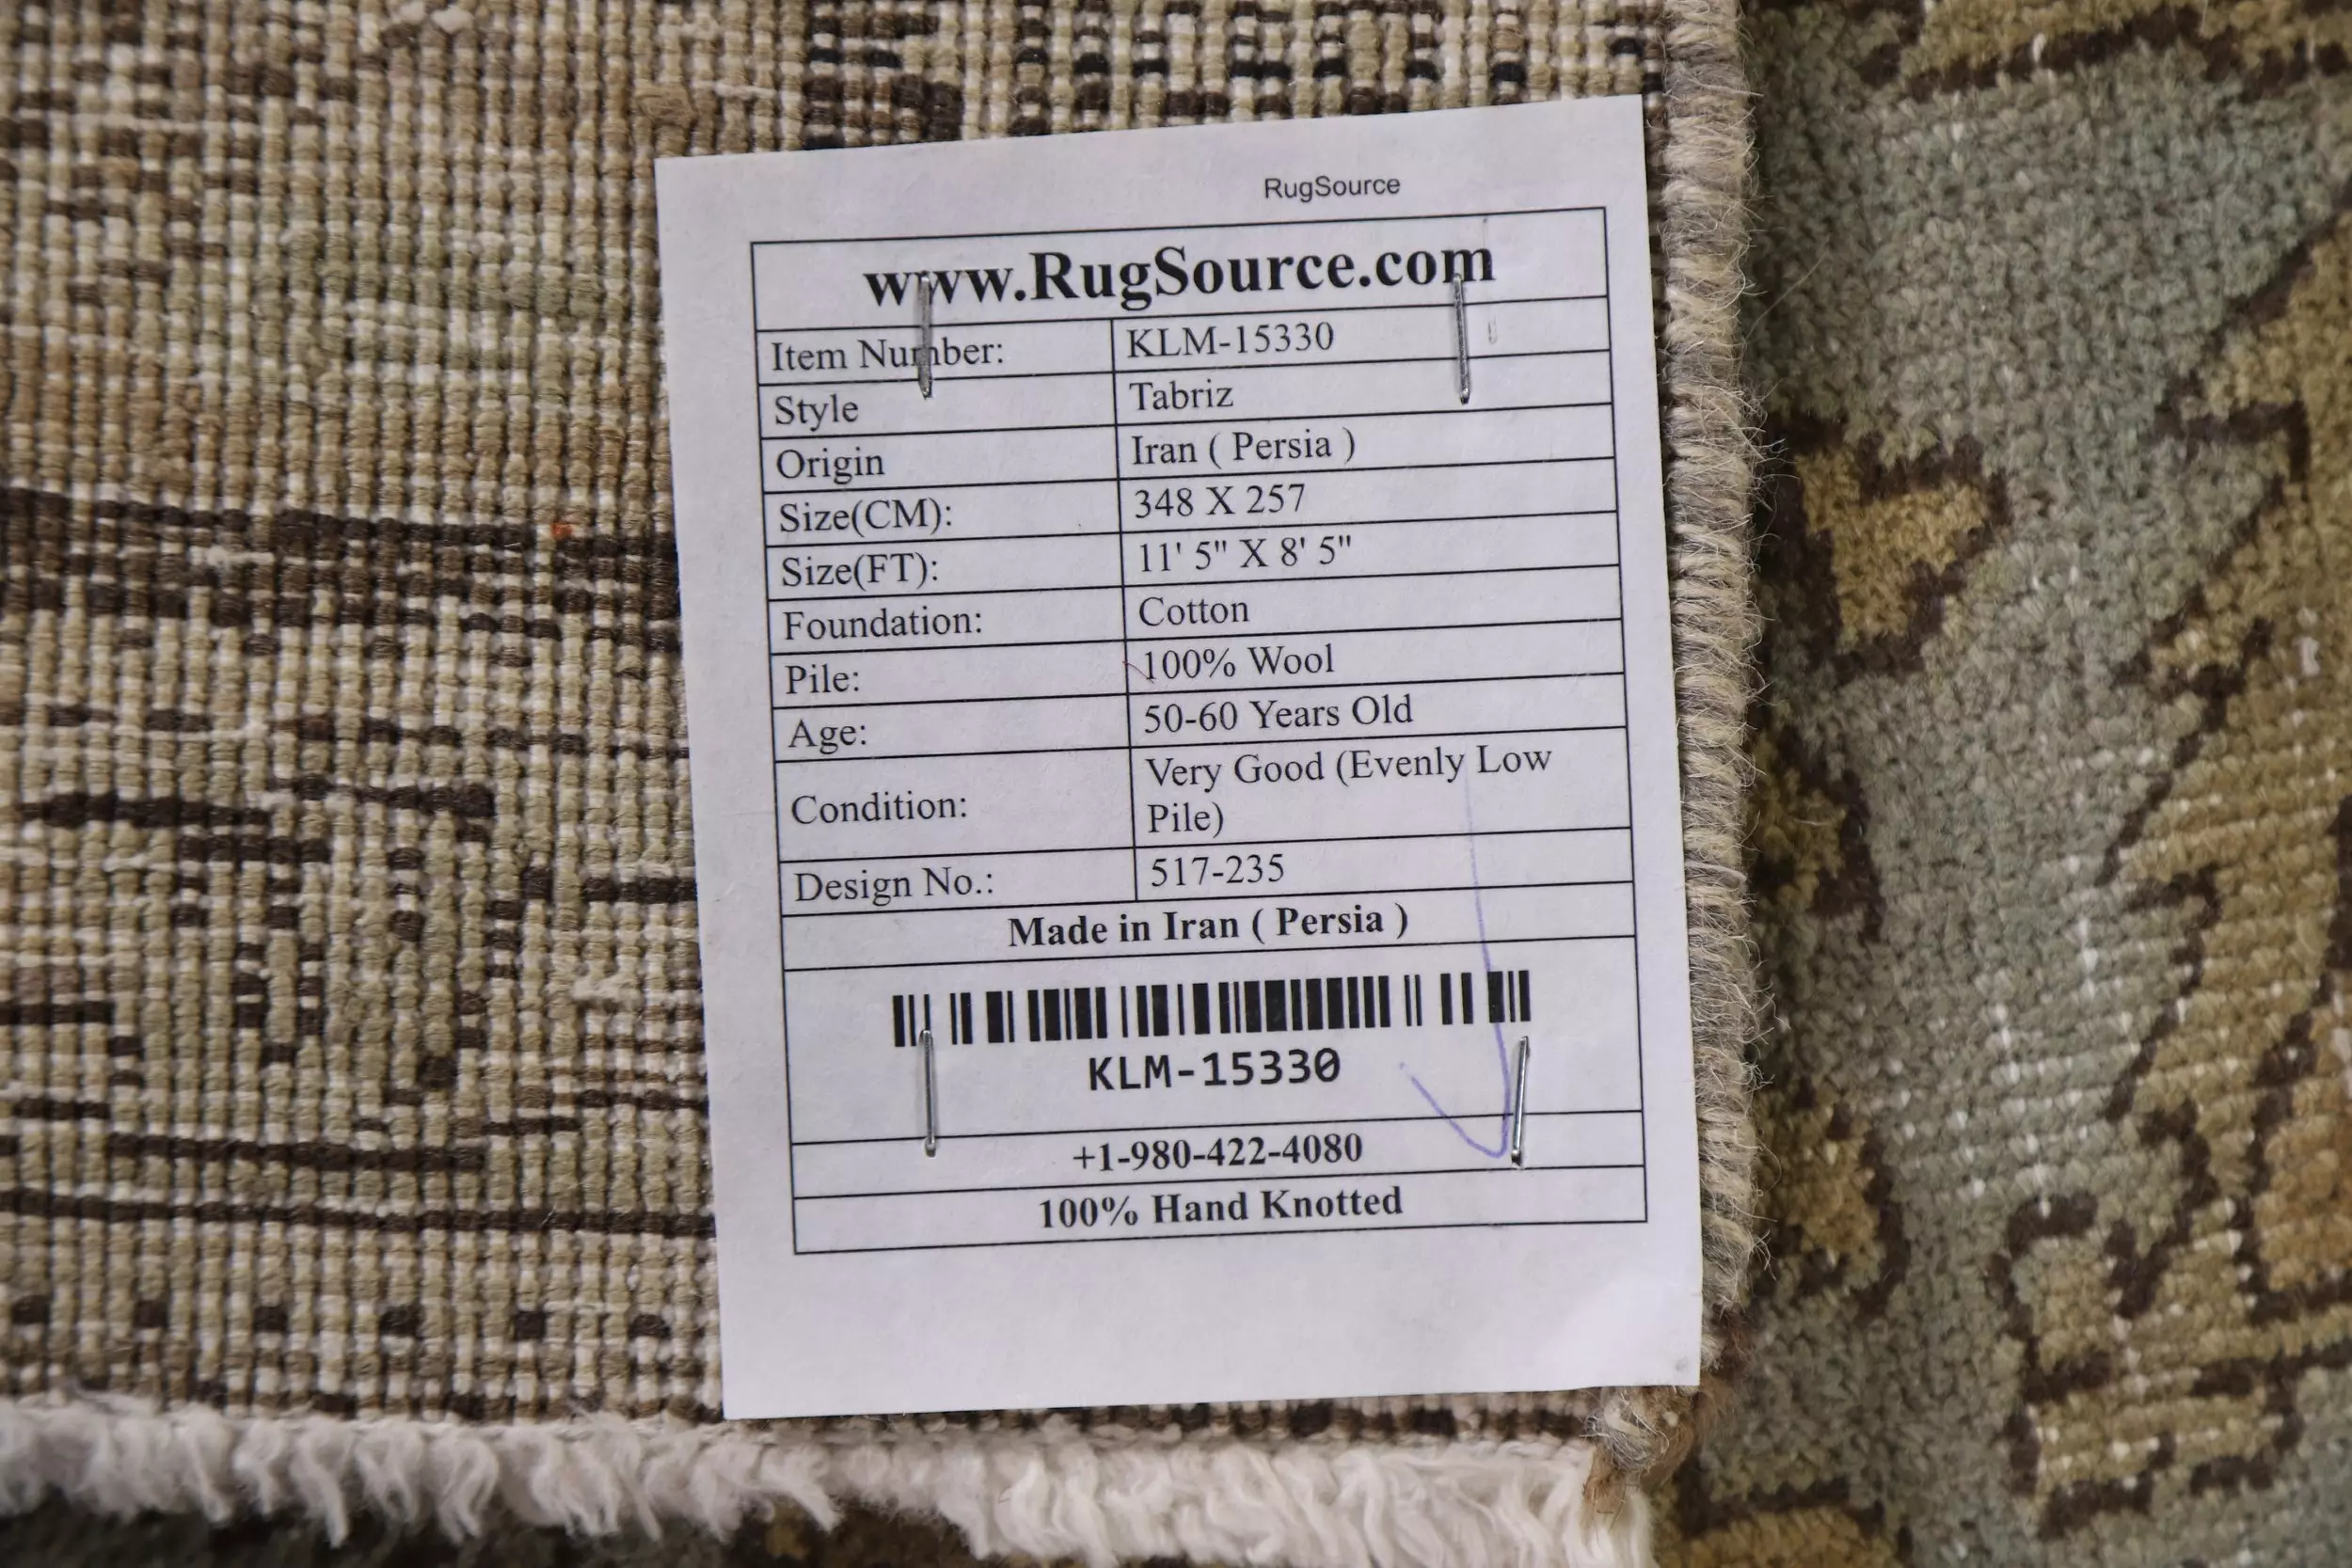 RugSource
www.RugSource.com
Item Number: KLM-15330
Style Tabriz
Origin Iran ( Persia )
Size(CM): 348 X 257
Size(FT): 11' 5" X 8' 5"
Foundation: Cotton
Pile: 100% Wool
Age: 50-60 Years Old
Condition: Very Good (Evenly Low
Pile)
Design No.: 517-235
Made in Iran ( Persia )
KLM-15330
+1-980-422-4080
100% Hand Knotted